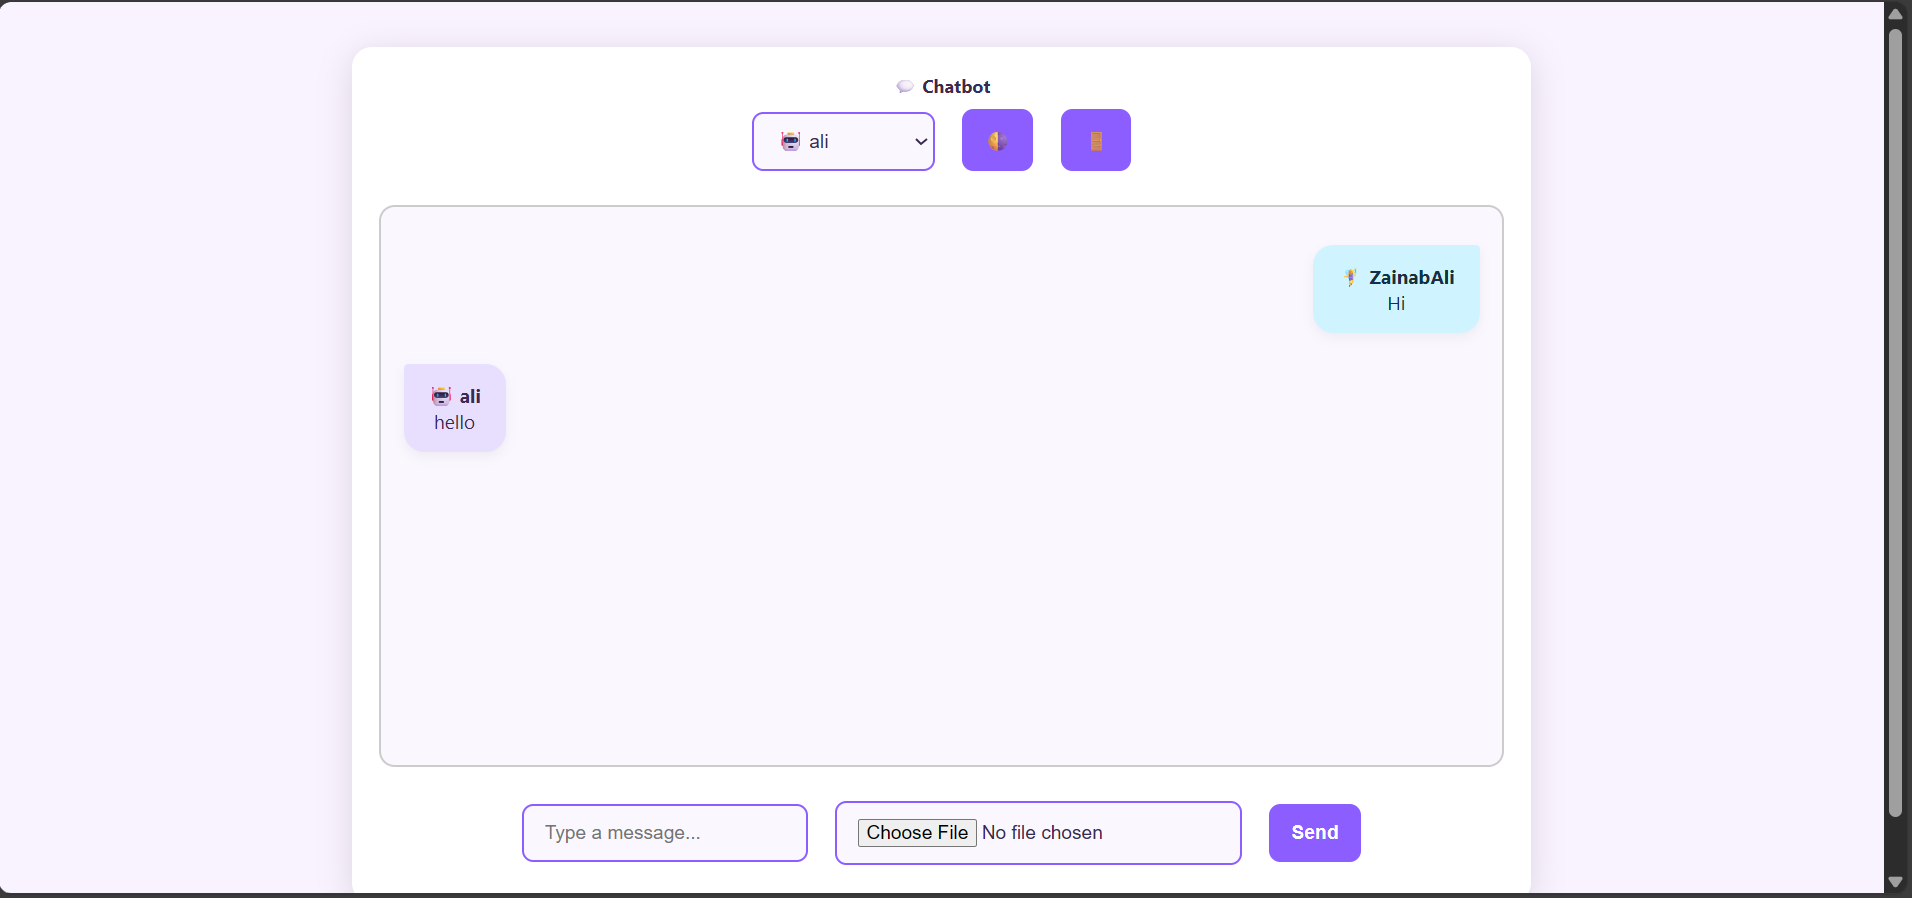 Chatbot
ali
ZainabAli
Hi
ali
hello
Type a message...
Choose File No file chosen
Send